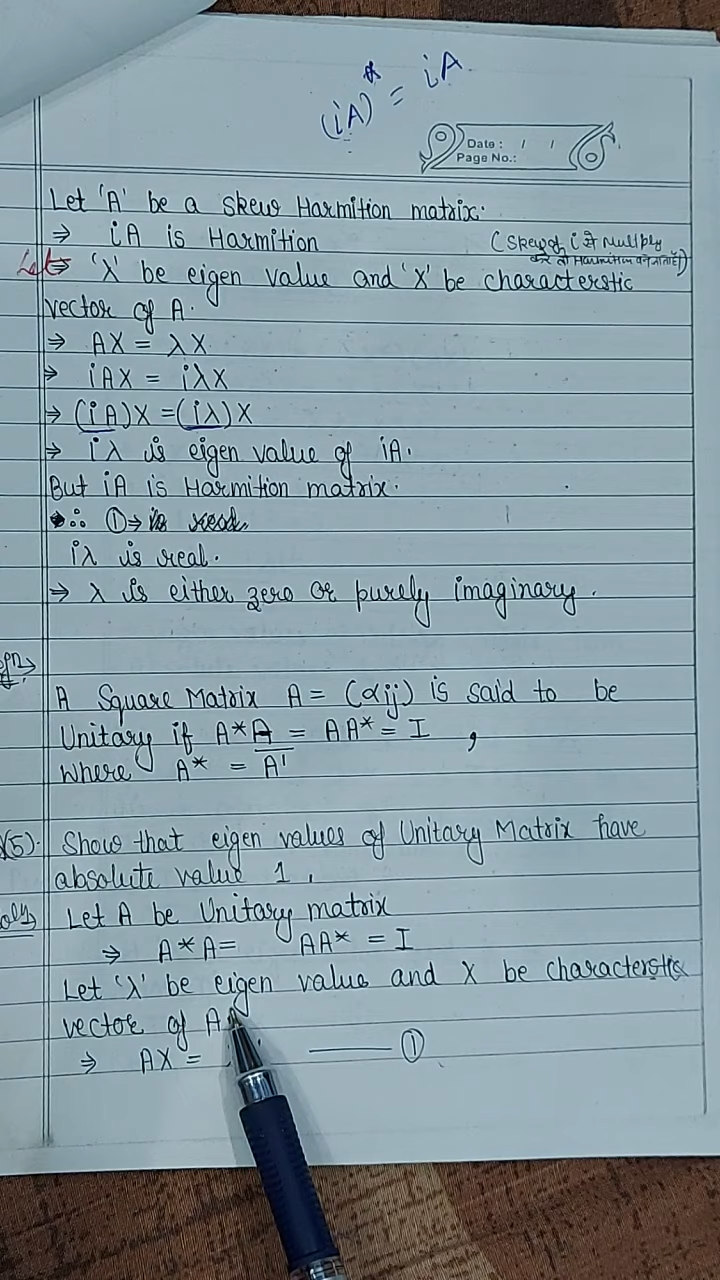 (iA)* = iA
Date : / /
Page No.:
Let 'A' be a skew Harmition matrix.
⇒ iA is Harmition (skew of i से Mullply
करे तो Harmition बन जाता है)
Let ⇒ 'λ' be eigen value and 'X' be characterstic
vector of A.
⇒ AX = λX
⇒ iAX = iλX
⇒ (iA)X = (iλ)X
⇒ iλ is eigen value of iA.
But iA is Harmition matrix.
∴ ①⇒ is real
iλ is real.
⇒ λ is either zero or purely imaginary.
A Square Matrix A = (αij) is said to be
Unitary if A*A = AA* = I ,
Where A* = A̅'
(5). Show that eigen values of Unitary Matrix have
absolute value 1.
Let A be Unitary matrix
⇒ A*A = AA* = I
Let 'λ' be eigen value and X be characterstic
vector of A
⇒ AX = ①